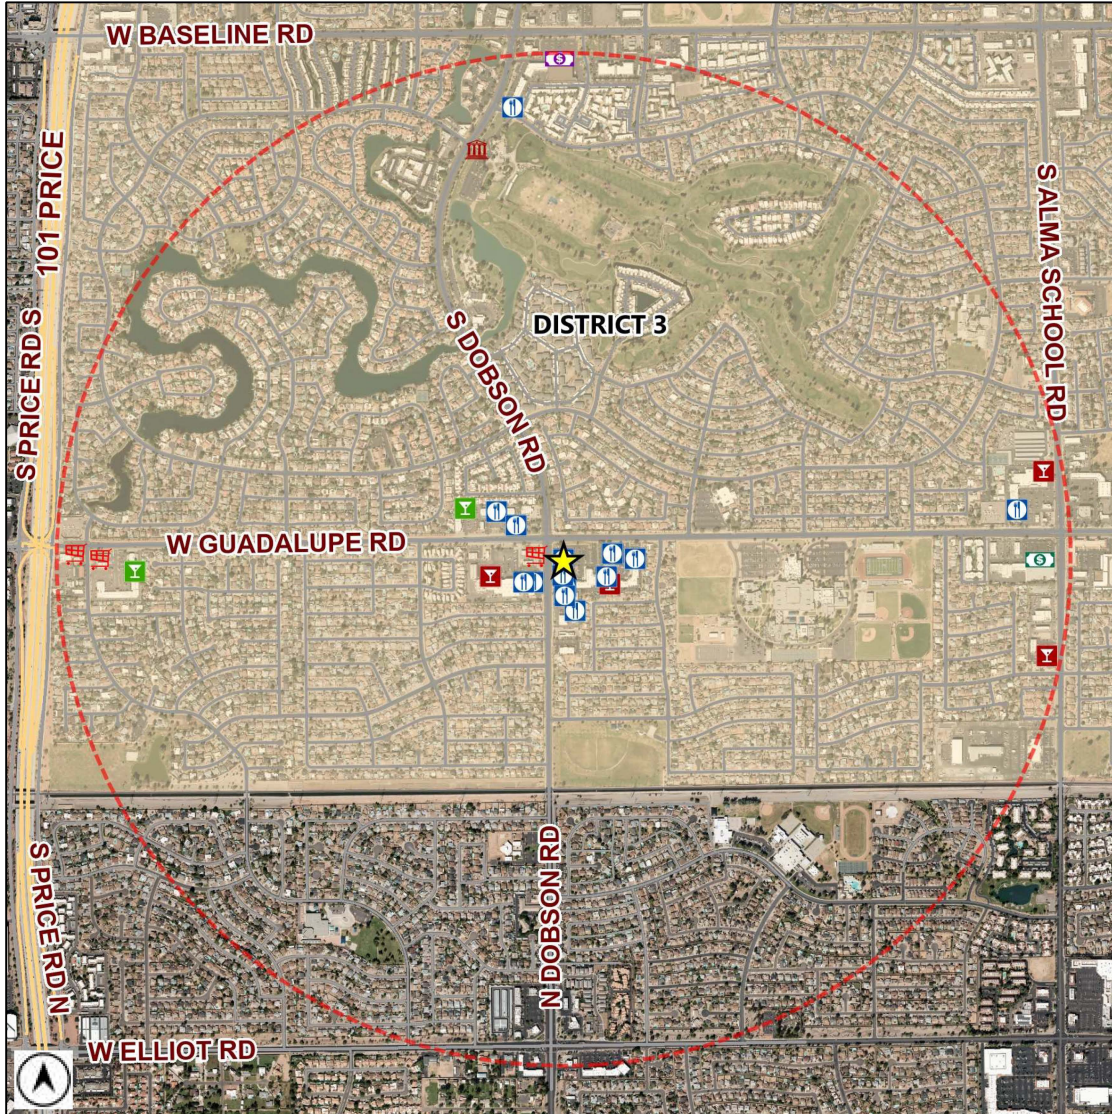 W BASELINE RD
101 PRICE
S ALMA SCHOOL RD
S PRICE RD S
DISTRICT 3
S DOBSON RD
W GUADALUPE RD
N DOBSON RD
S PRICE RD N
W ELLIOT RD